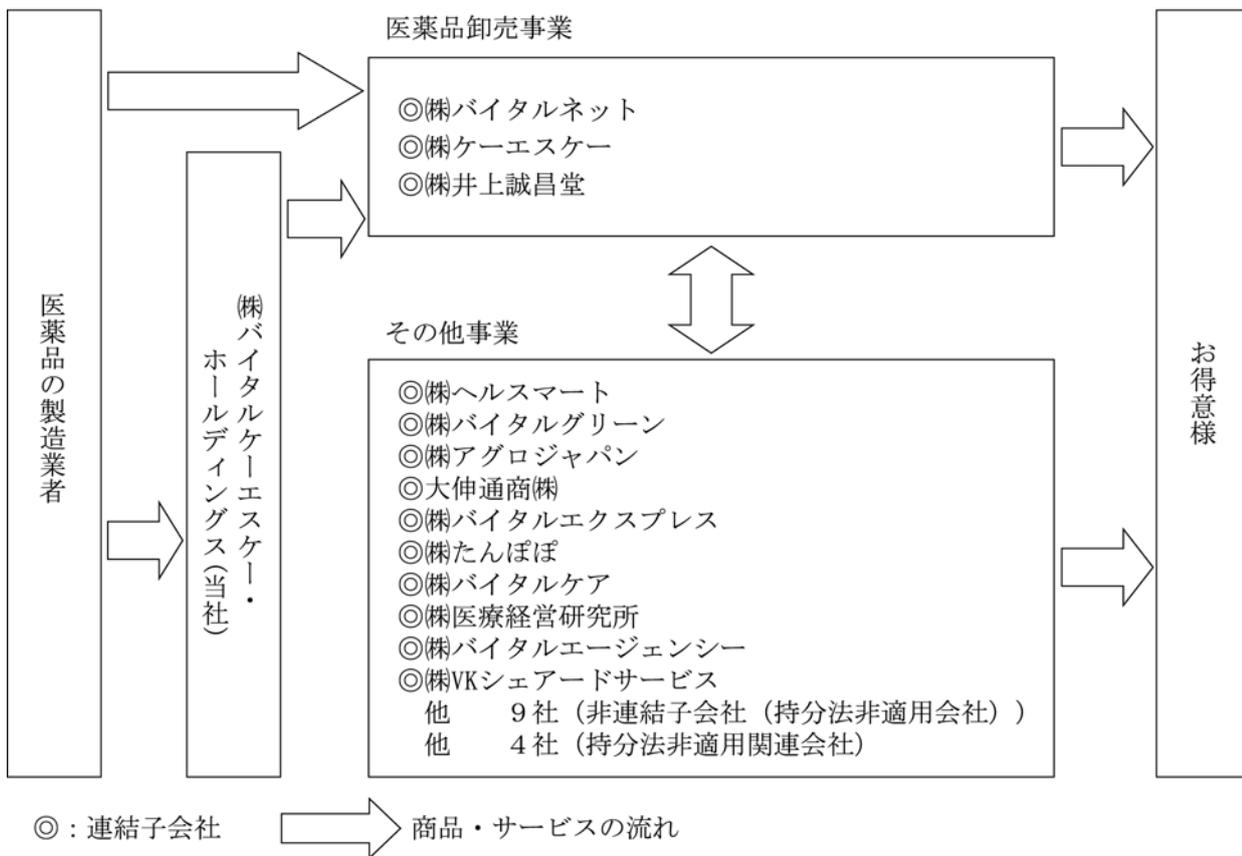 医薬品の製造業者
㈱バイタルケーエスケー・
ホールディングス(当社)
医薬品卸売事業
◎㈱バイタルネット
◎㈱ケーエスケー
◎㈱井上誠昌堂
その他事業
◎㈱ヘルスマート
◎㈱バイタルグリーン
◎㈱アグロジャパン
◎大伸通商㈱
◎㈱バイタルエクスプレス
◎㈱たんぽぽ
◎㈱バイタルケア
◎㈱医療経営研究所
◎㈱バイタルエージェンシー
◎㈱VKシェアードサービス
他　　９社（非連結子会社（持分法非適用会社））
他　　４社（持分法非適用関連会社）
お得意様
◎：連結子会社
商品・サービスの流れ